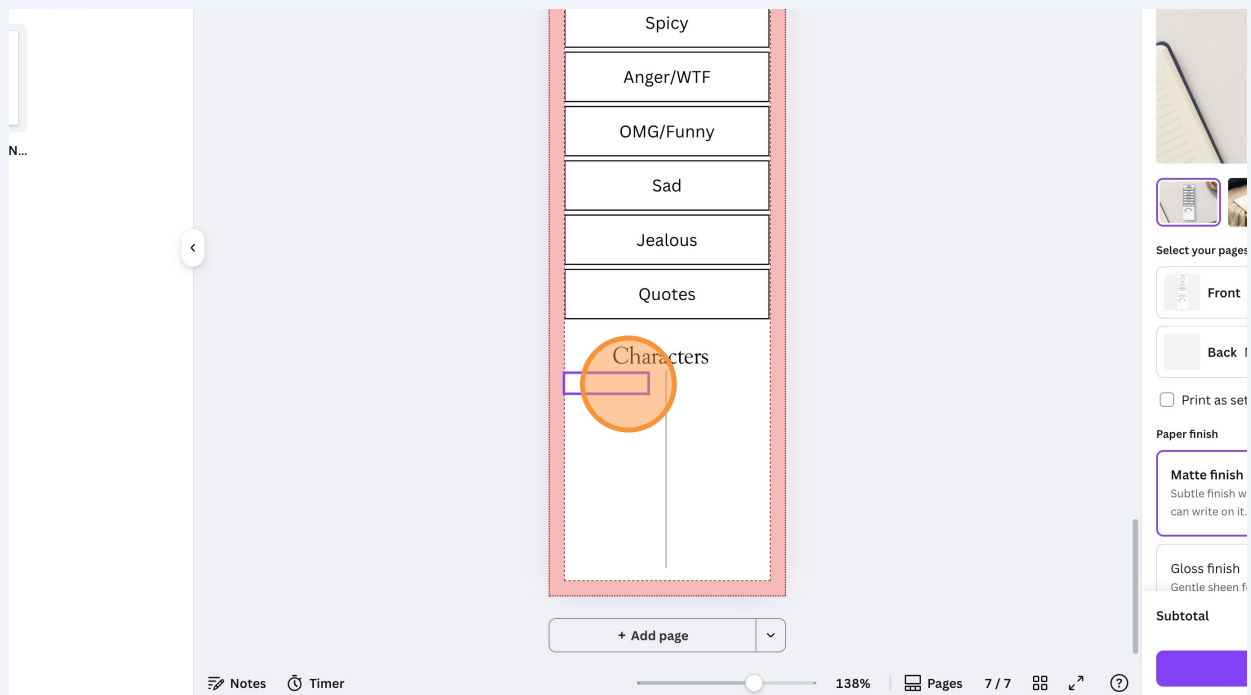 N...
Spicy
Anger/WTF
OMG/Funny
Sad
Jealous
Quotes
Characters
+ Add page
Notes
Timer
138%
Pages
7 / 7
?
Select your pages
Front
Back
Print as set
Paper finish
Matte finish
Subtle finish w
can write on it.
Gloss finish
Gentle sheen f
Subtotal